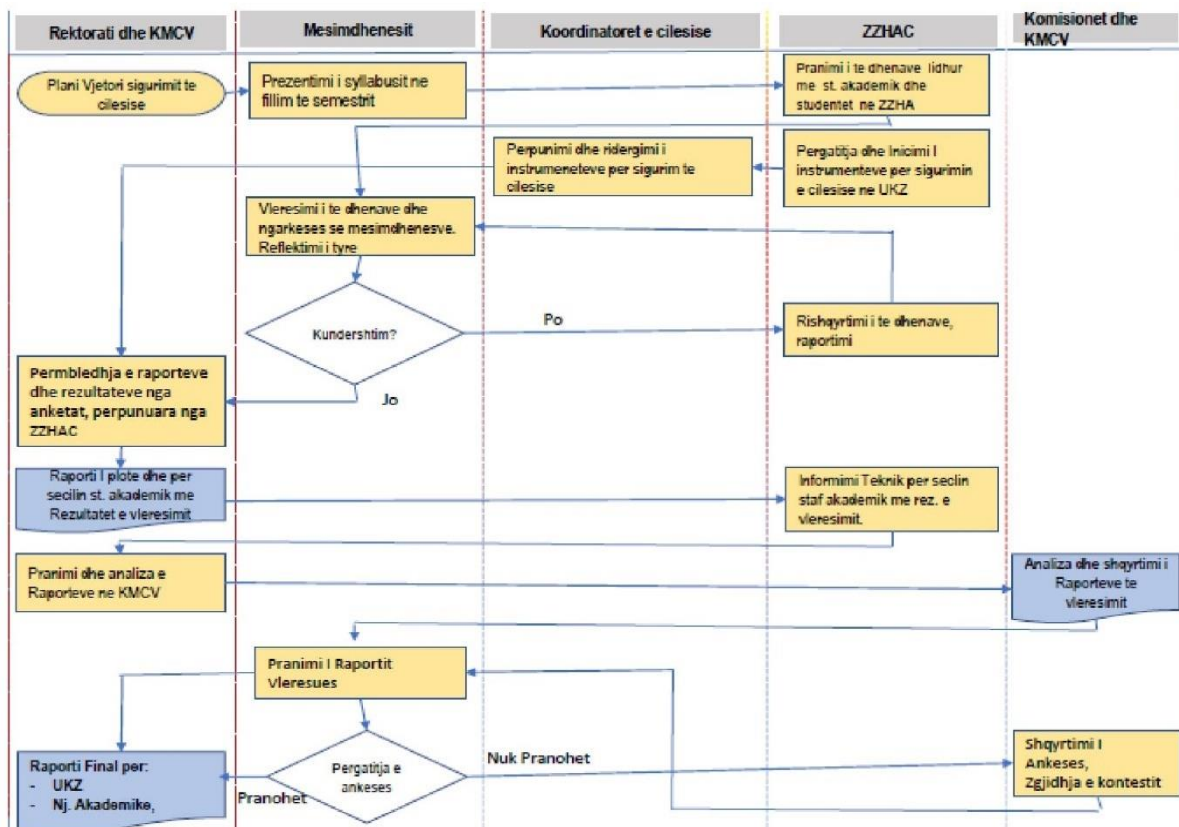 Rektorati dhe KMCV
Mesimdhenesit
Koordinatoret e cilesise
ZZHAC
Komisionet dhe
KMCV
Plani Vjetori sigurimit te
cilesise
Prezentimi i syllabusit ne
fillim te semestrit
Pranimi i te dhenave lidhur
me st. akademik dhe
studentet ne ZZHA
Perpunimi dhe ridergimi i
instrumeneteve per sigurim te
cilesise
Pergatitja dhe Inicimi I
instrumenteve per sigurimin
e cilesise ne UKZ
Vleresimi i te dhenave dhe
ngarkeses se mesimdhenesve.
Reflektimi i tyre
Kundershtim?
Po
Rishqyrtimi i te dhenave,
raportimi
Jo
Permbledhja e raporteve
dhe rezultateve nga
anketat, perpunuara nga
ZZHAC
Raporti I plote dhe per
secilin st. akademik me
Rezultatet e vleresimit
Informimi Teknik per seclin
staf akademik me rez. e
vleresimit.
Pranimi dhe analiza e
Raporteve ne KMCV
Analiza dhe shqyrtimi i
Raporteve te
vleresimit
Pranimi I Raportit
Vleresues
Pergatitja e
ankeses
Nuk Pranohet
Pranohet
Shqyrtimi I
Ankeses,
Zgjidhja e kontestit
Raporti Final per:
- UKZ
- Nj. Akademike,